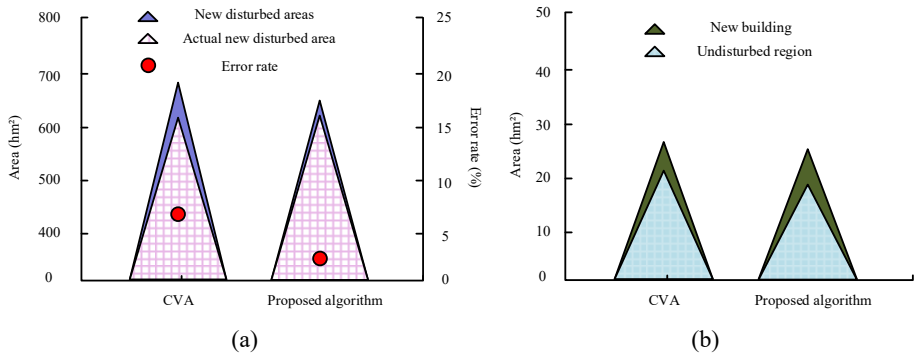 800
700
600
500
400
0
Area (hm²)
New disturbed areas
Actual new disturbed area
Error rate
25
20
15
10
5
0
Error rate (%)
CVA
Proposed algorithm
(a)
50
40
30
20
10
0
Area (hm²)
New building
Undisturbed region
CVA
Proposed algorithm
(b)